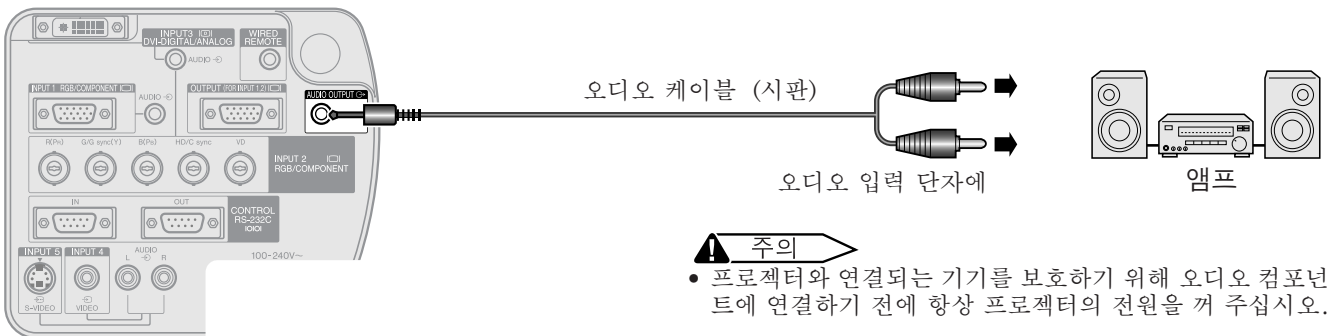 INPUT3
DVI-DIGITAL/ANALOG
WIRED
REMOTE
AUDIO
INPUT 1 RGB/COMPONENT
AUDIO
OUTPUT (FOR INPUT 1,2)
AUDIO OUTPUT
오디오 케이블 (시판)
R(PR) G/G sync(Y) B(PB) HD/C sync VD
INPUT 2
RGB/COMPONENT
오디오 입력 단자에
앰프
IN
OUT
CONTROL
RS-232C
IOIOI
INPUT 5
INPUT 4
AUDIO
L R
100-240V~
S-VIDEO
VIDEO
주의
• 프로젝터와 연결되는 기기를 보호하기 위해 오디오 컴포넌
트에 연결하기 전에 항상 프로젝터의 전원을 꺼 주십시오.